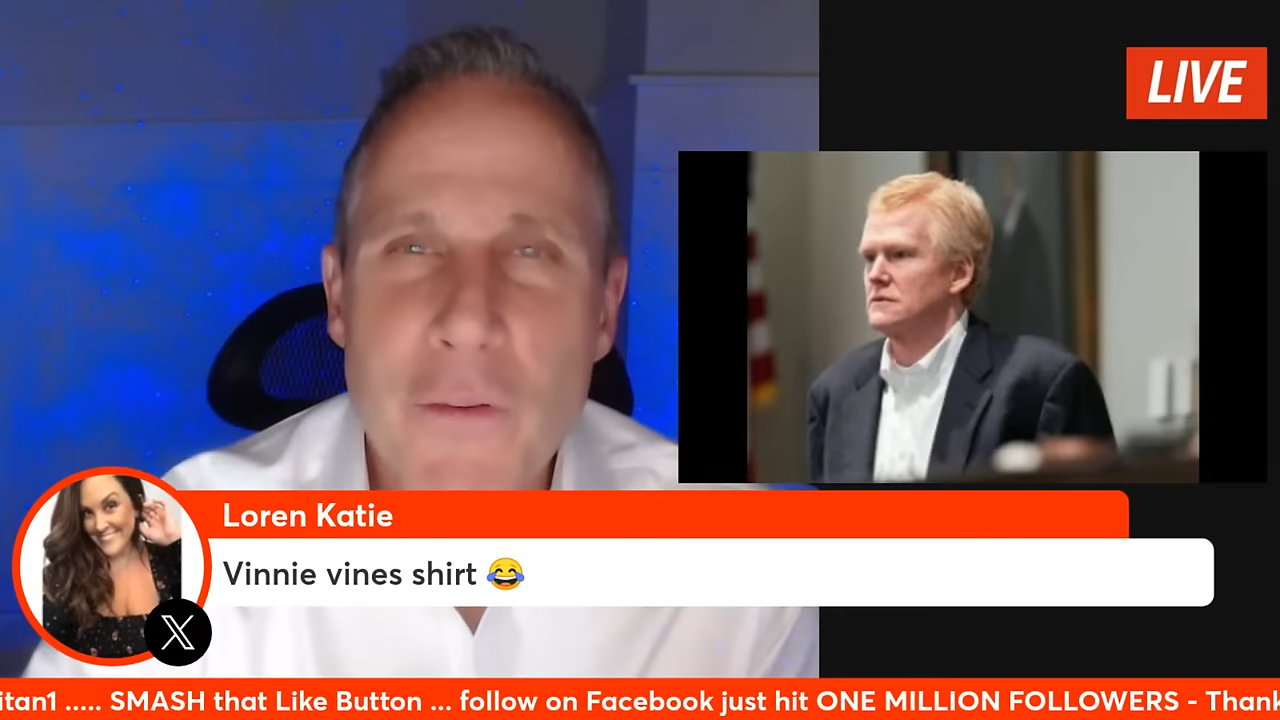 LIVE
Loren Katie
Vinnie vines shirt 😂
itan1 ..... SMASH that Like Button ... follow on Facebook just hit ONE MILLION FOLLOWERS - Thank